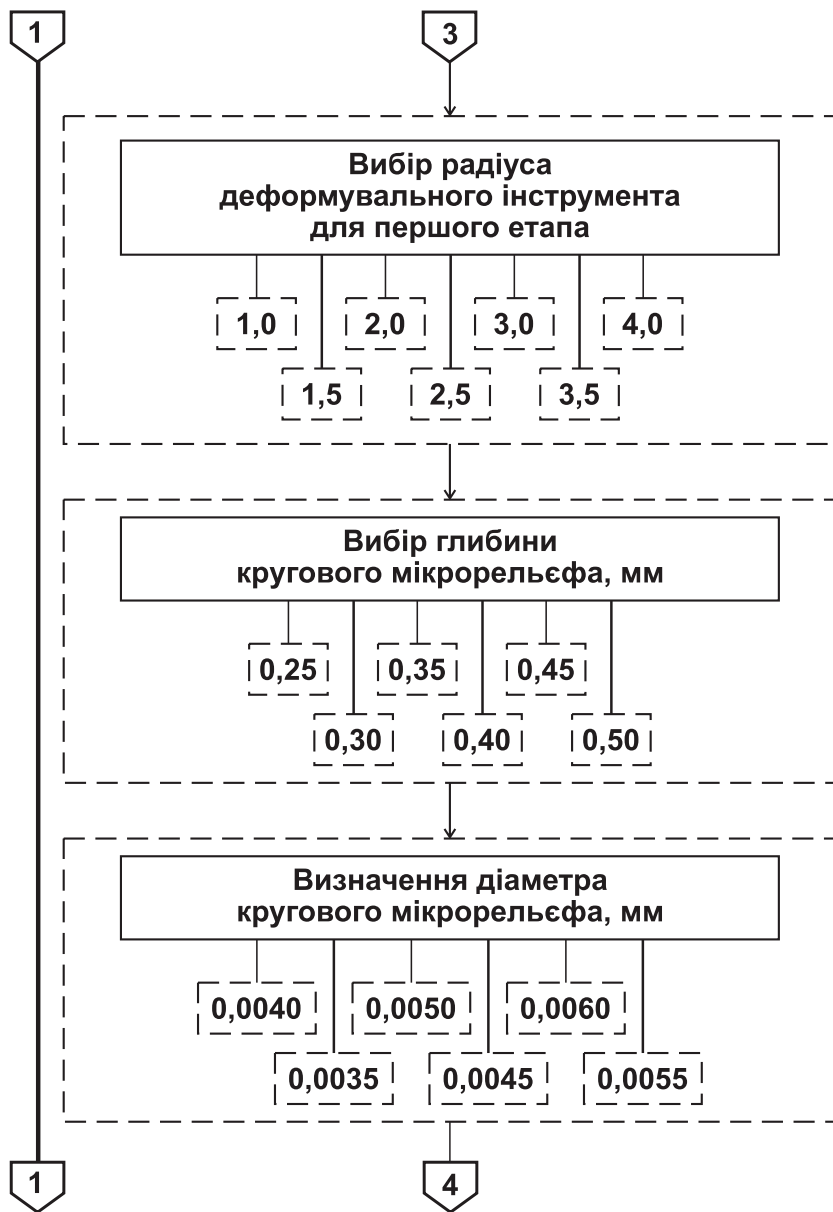 1
3
Вибір радіуса
деформувального інструмента
для першого етапа
1,0 2,0 3,0 4,0
1,5 2,5 3,5
Вибір глибини
кругового мікрорельєфа, мм
0,25 0,35 0,45
0,30 0,40 0,50
Визначення діаметра
кругового мікрорельєфа, мм
0,0040 0,0050 0,0060
0,0035 0,0045 0,0055
1
4